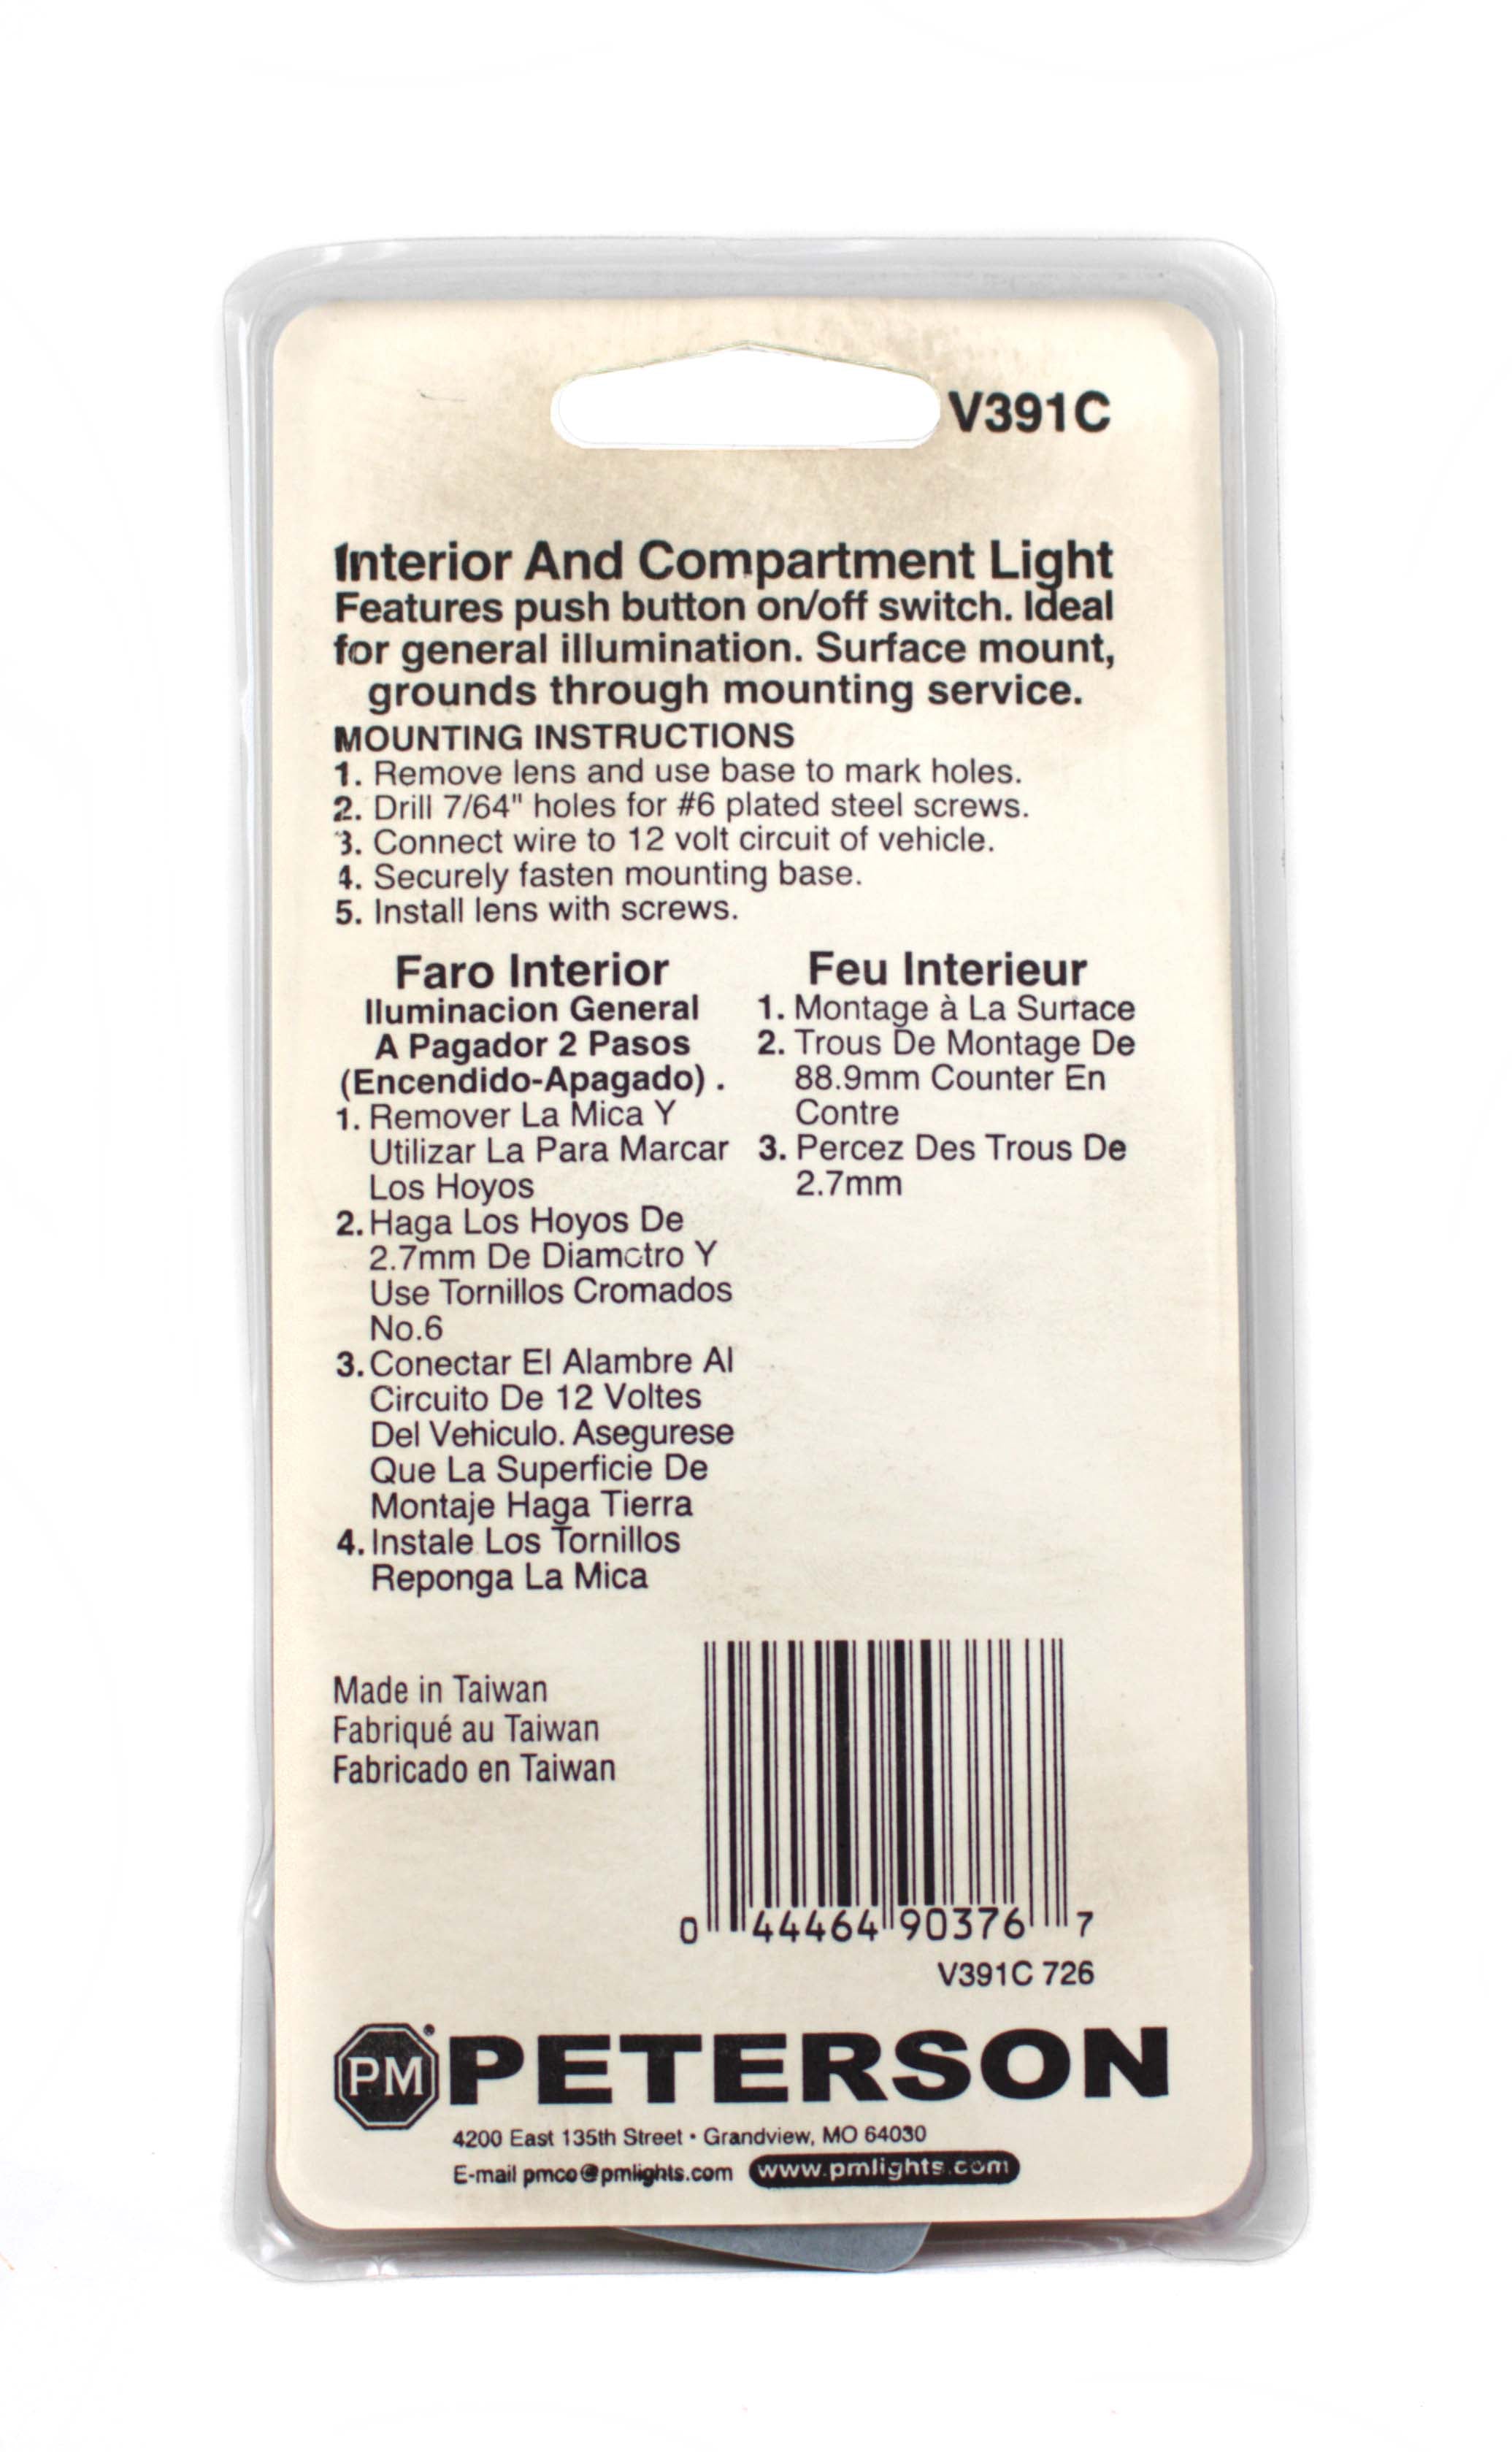 V391C
Interior And Compartment Light
Features push button on/off switch. Ideal
for general illumination. Surface mount,
grounds through mounting service.
MOUNTING INSTRUCTIONS
1. Remove lens and use base to mark holes.
2. Drill 7/64" holes for #6 plated steel screws.
3. Connect wire to 12 volt circuit of vehicle.
4. Securely fasten mounting base.
5. Install lens with screws.
Faro Interior
Iluminacion General
A Pagador 2 Pasos
(Encendido-Apagado) .
1. Remover La Mica Y
Utilizar La Para Marcar
Los Hoyos
2. Haga Los Hoyos De
2.7mm De Diametro Y
Use Tornillos Cromados
No.6
3. Conectar El Alambre Al
Circuito De 12 Voltes
Del Vehiculo. Asegurese
Que La Superficie De
Montaje Haga Tierra
4. Instale Los Tornillos
Reponga La Mica
Feu Interieur
1. Montage à La Surface
2. Trous De Montage De
88.9mm Counter En
Contre
3. Percez Des Trous De
2.7mm
Made in Taiwan
Fabriqué au Taiwan
Fabricado en Taiwan
0 44464 90376 7
V391C 726
PM® PETERSON
4200 East 135th Street • Grandview, MO 64030
E-mail pmco@pmlights.com www.pmlights.com